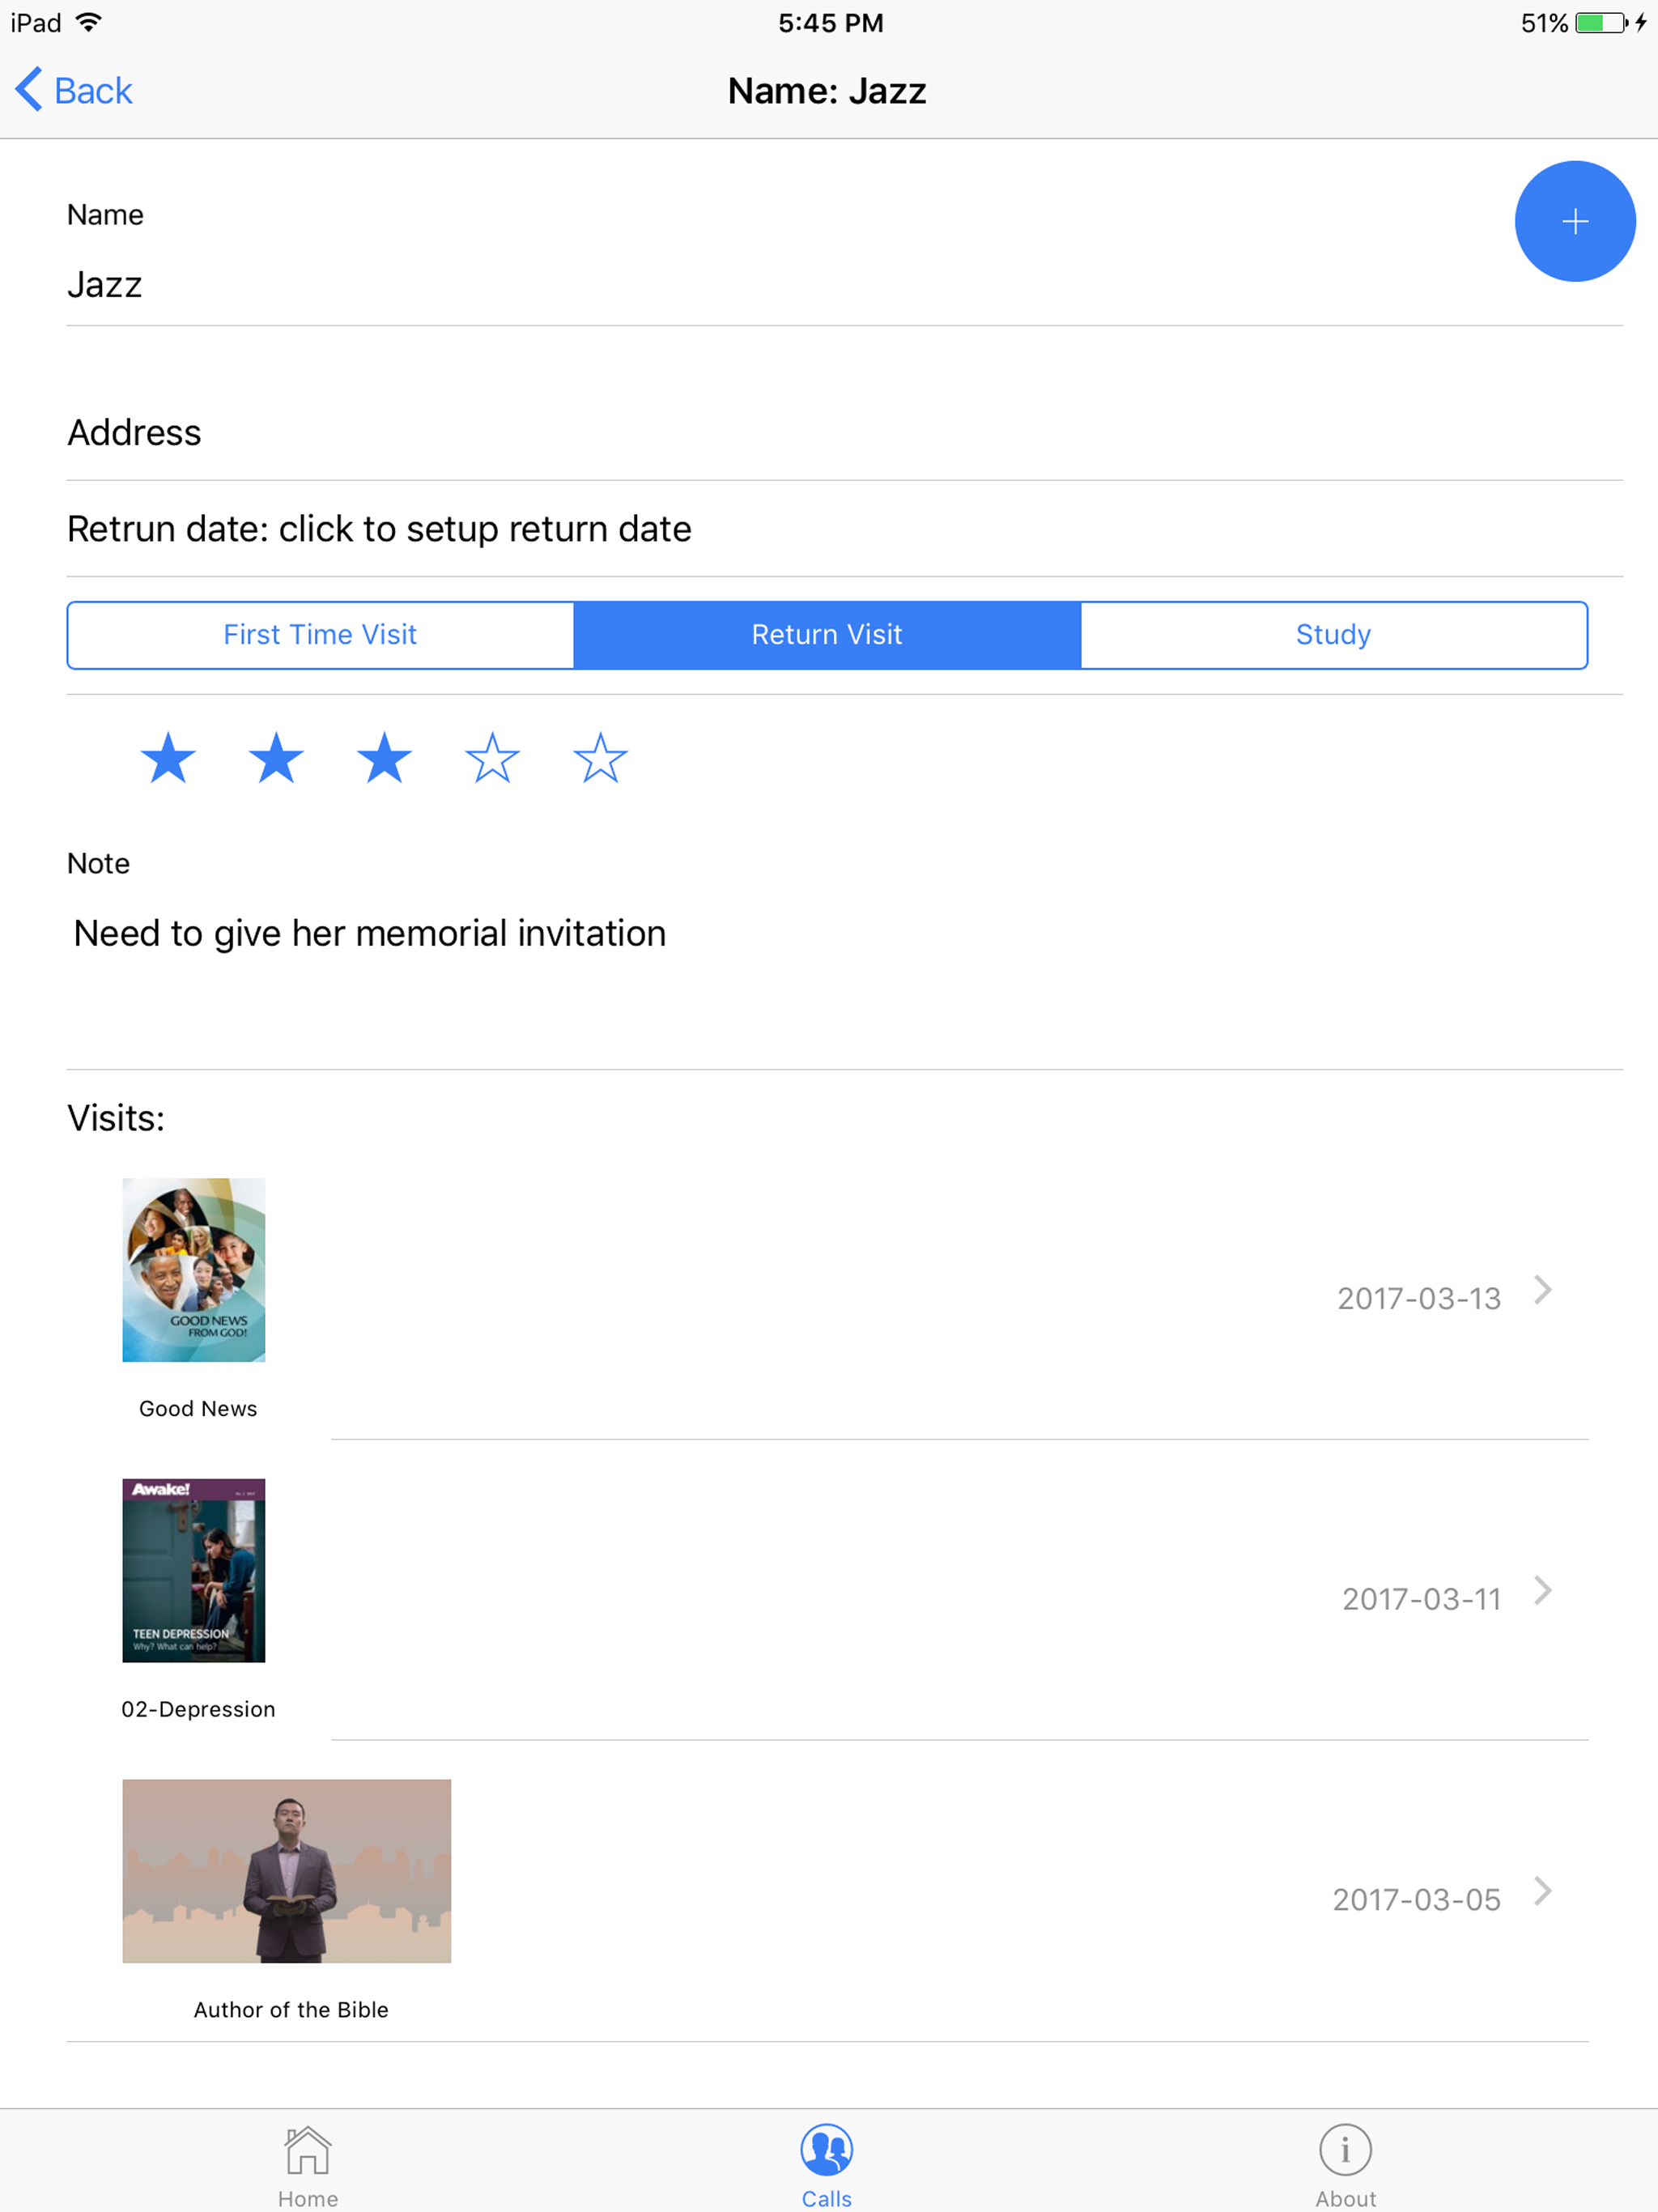 iPad 5:45 PM 51%
Back Name: Jazz
Name
Jazz
Address
Retrun date: click to setup return date
First Time Visit Return Visit Study
Note
Need to give her memorial invitation
Visits:
GOOD NEWS
FROM GOD!
2017-03-13
Good News
Awake!
TEEN DEPRESSION
Why? What can help?
2017-03-11
02-Depression
2017-03-05
Author of the Bible
Home Calls About